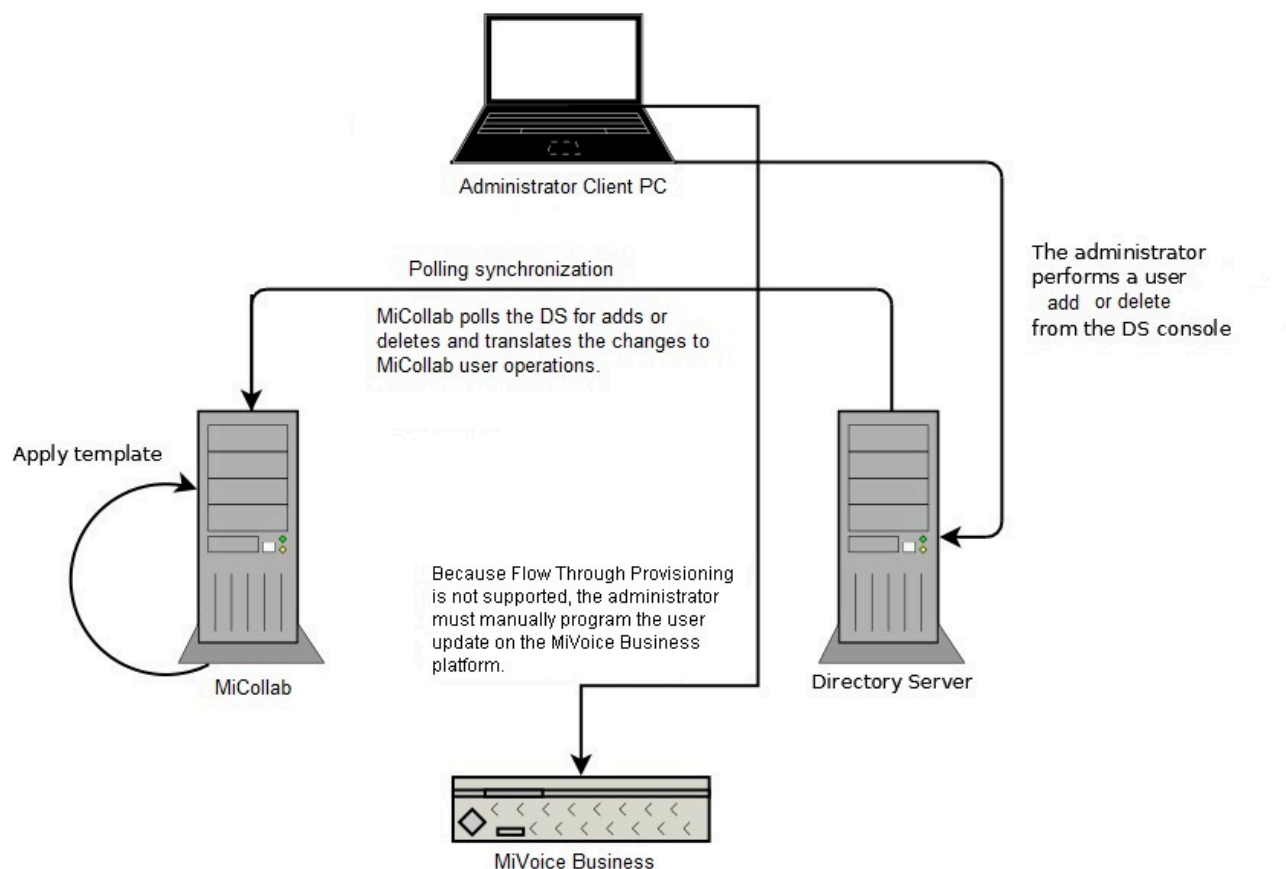 Administrator Client PC
The administrator
performs a user
add or delete
from the DS console
Polling synchronization
MiCollab polls the DS for adds or
deletes and translates the changes to
MiCollab user operations.
Apply template
Because Flow Through Provisioning
is not supported, the administrator
must manually program the user
update on the MiVoice Business
platform.
MiCollab
Directory Server
MiVoice Business